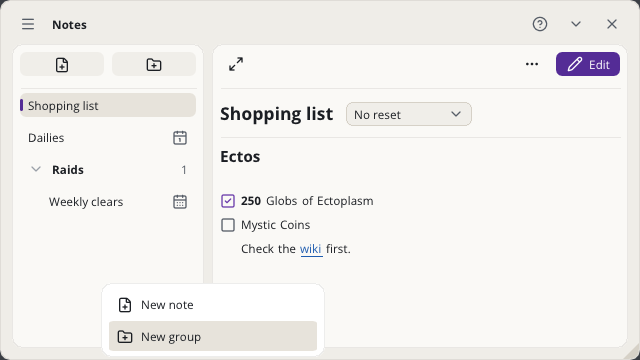 Notes
Edit
Shopping list
Dailies
Raids 1
Weekly clears
Shopping list No reset
Ectos
250 Globs of Ectoplasm
Mystic Coins
Check the wiki first.
New note
New group